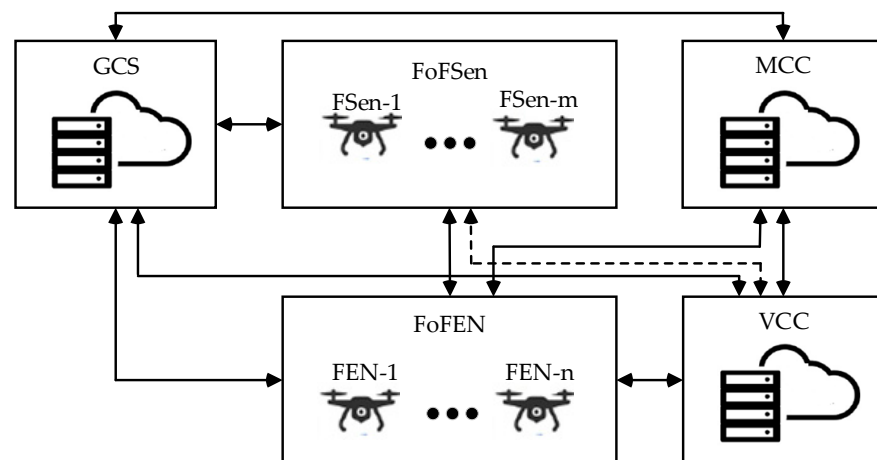 GCS
FoFSen
MCC
FSen-1
FSen-m
FoFEN
VCC
FEN-1
FEN-n